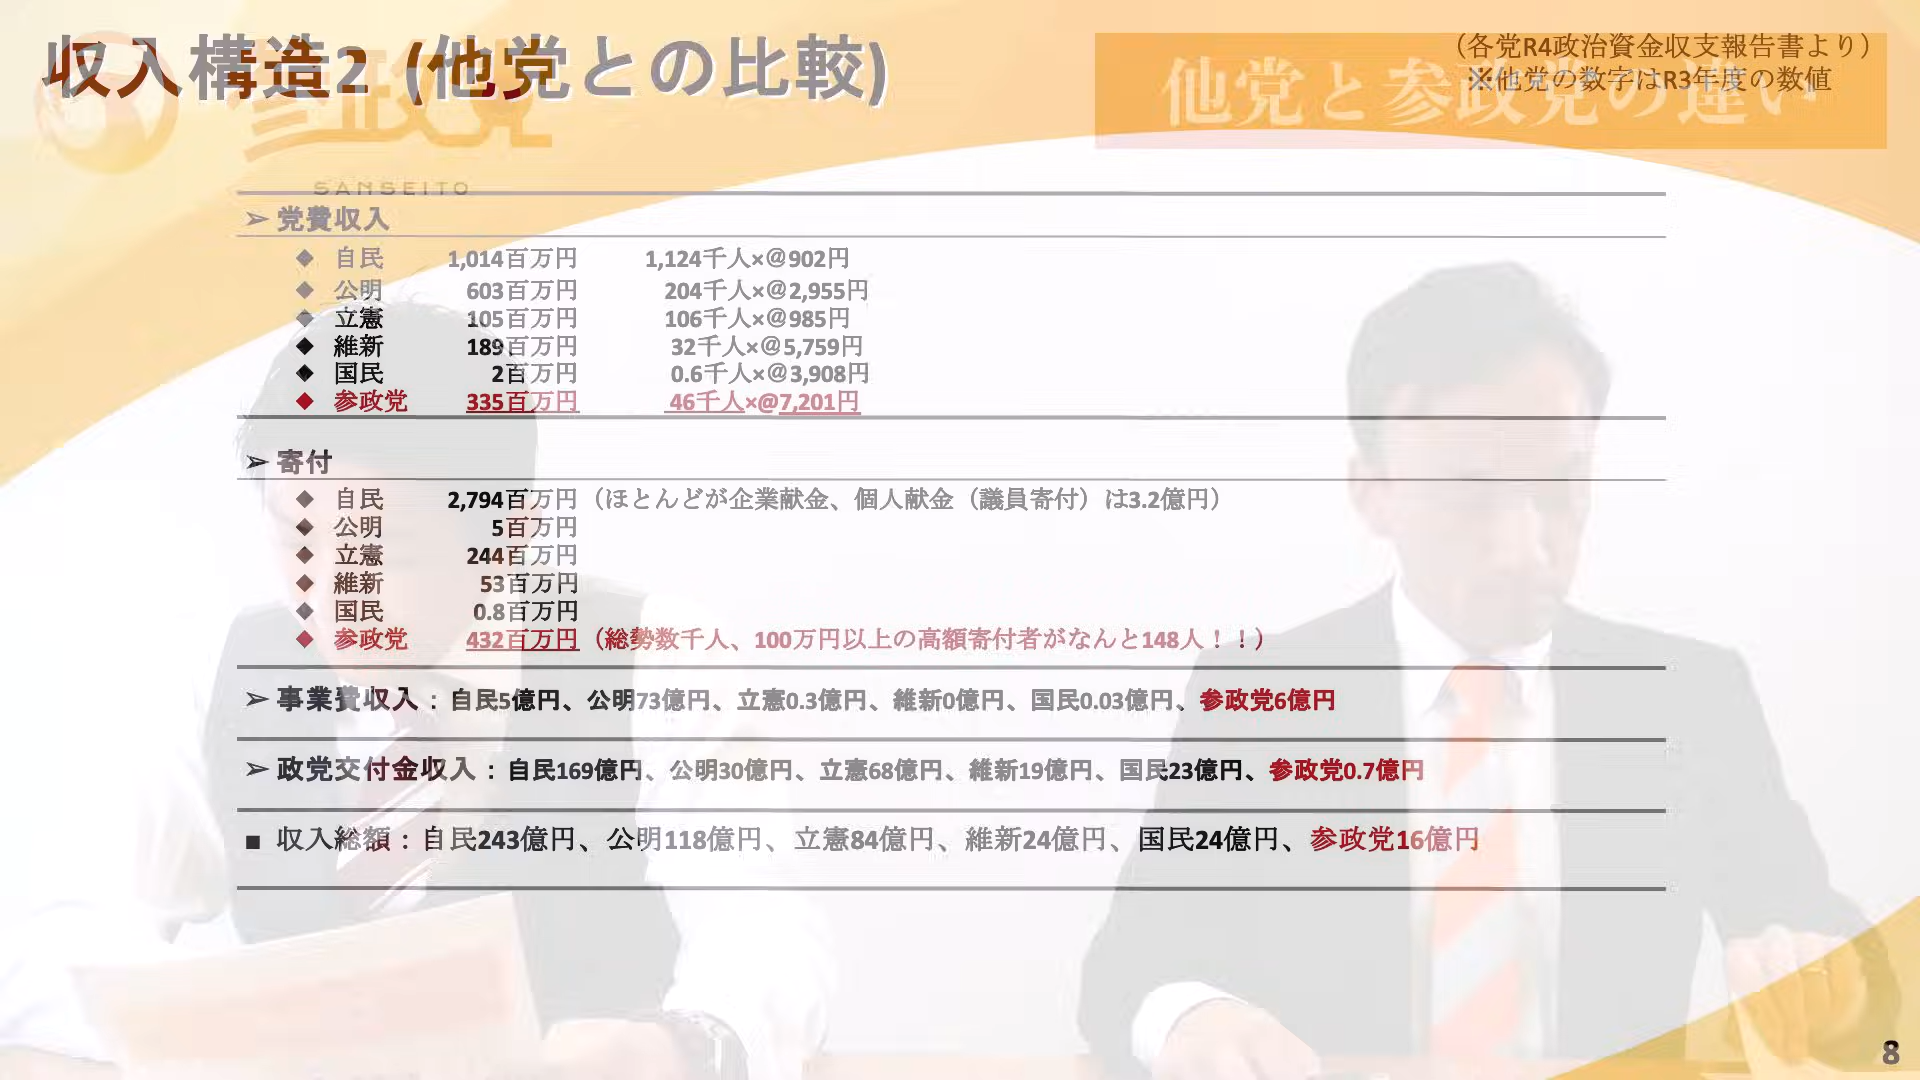 収入構造2 (他党との比較)
（各党R4政治資金収支報告書より）
※他党の数字はR3年度の数値
他党と参政党の違い
参政党
SANSEITO
➢ 党費収入
◆ 自民 1,014百万円 1,124千人×@902円
◆ 公明 603百万円 204千人×@2,955円
◆ 立憲 105百万円 106千人×@985円
◆ 維新 189百万円 32千人×@5,759円
◆ 国民 2百万円 0.6千人×@3,908円
◆ 参政党 335百万円 46千人×@7,201円
➢ 寄付
◆ 自民 2,794百万円（ほとんどが企業献金、個人献金（議員寄付）は3.2億円）
◆ 公明 5百万円
◆ 立憲 244百万円
◆ 維新 53百万円
◆ 国民 0.8百万円
◆ 参政党 432百万円（総勢数千人、100万円以上の高額寄付者がなんと148人！！）
➢ 事業費収入：自民5億円、公明73億円、立憲0.3億円、維新0億円、国民0.03億円、参政党6億円
➢ 政党交付金収入：自民169億円、公明30億円、立憲68億円、維新19億円、国民23億円、参政党0.7億円
■ 収入総額：自民243億円、公明118億円、立憲84億円、維新24億円、国民24億円、参政党16億円
8